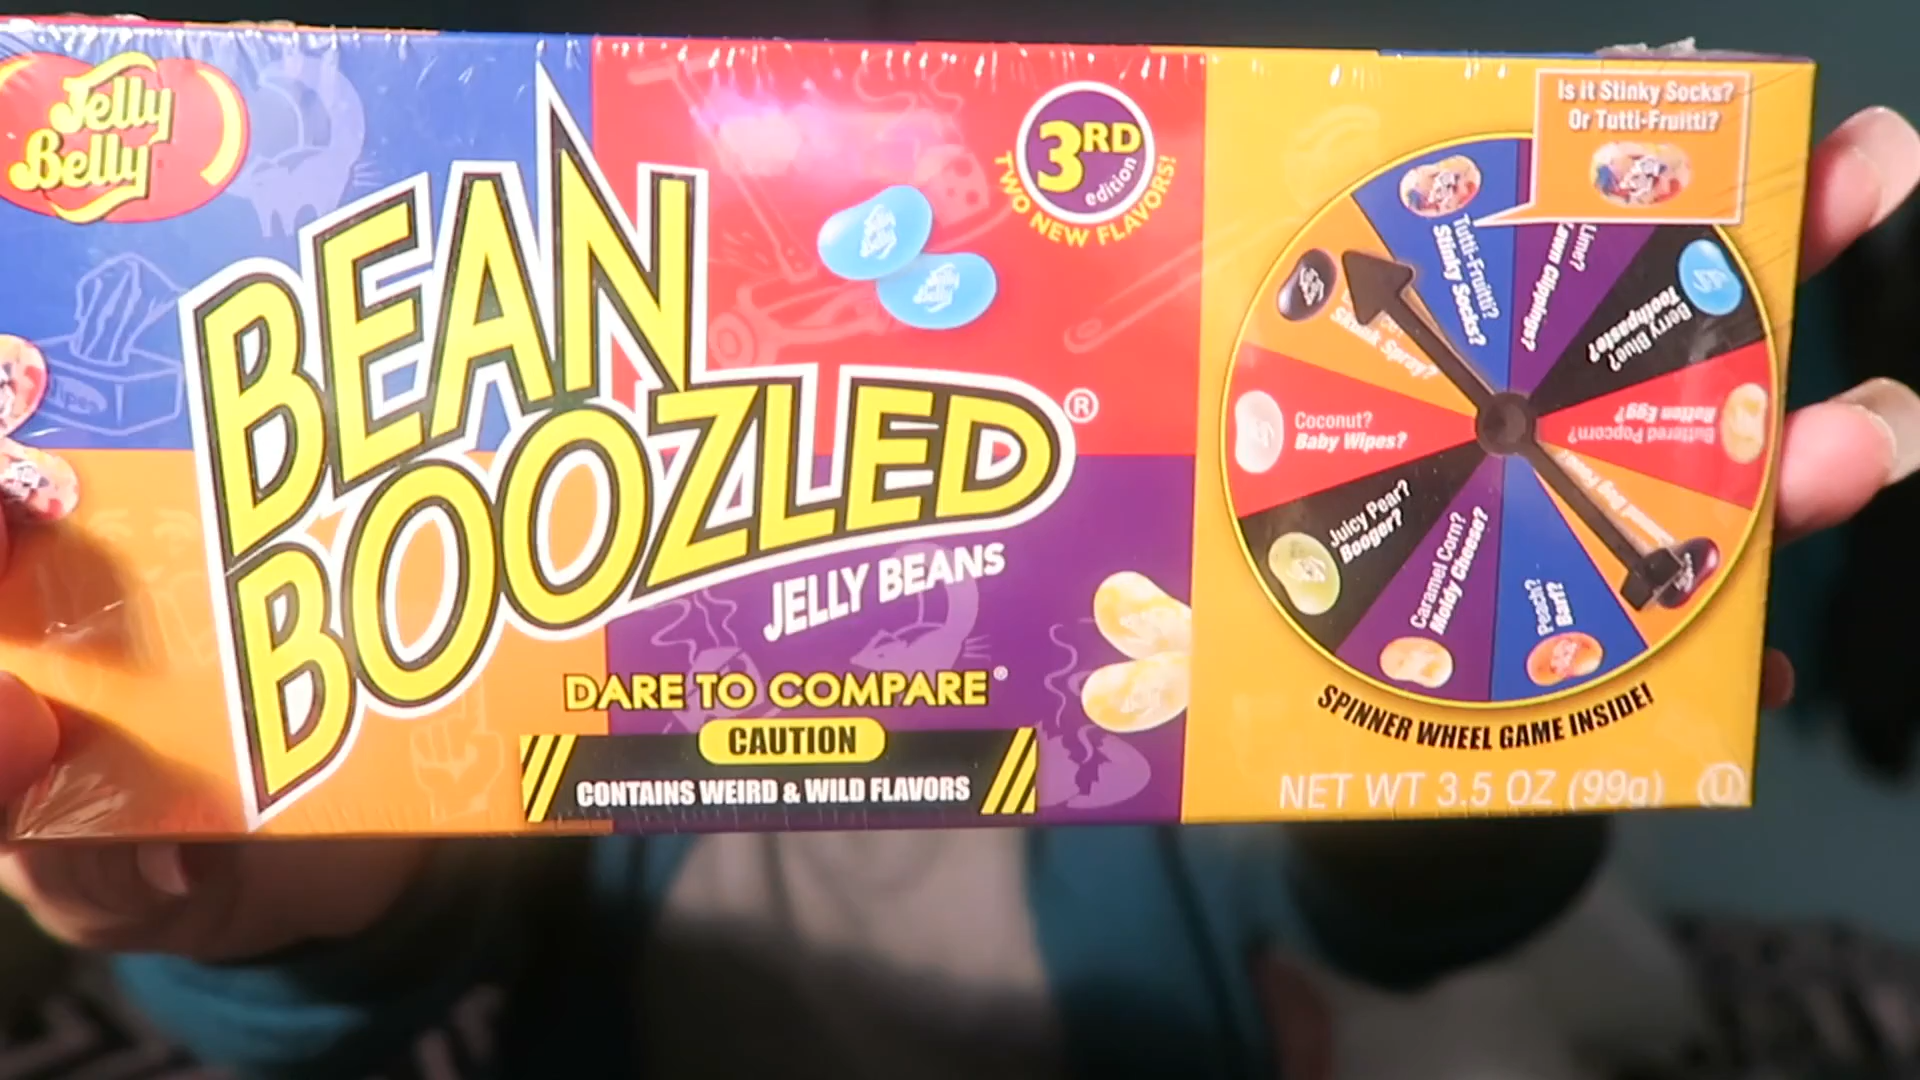 Jelly
Belly
BEAN
BOOZLED®
JELLY BEANS
3RD
edition
TWO NEW FLAVORS!
DARE TO COMPARE®
CAUTION
CONTAINS WEIRD & WILD FLAVORS
Is it Stinky Socks?
Or Tutti-Fruitti?
Tutti-Fruitti?
Stinky Socks?
Lime?
Lawn Clippings?
Berry Blue?
Toothpaste?
Buttered Popcorn?
Rotten Egg?
Dog Food?
Peach?
Barf?
Caramel Corn?
Moldy Cheese?
Juicy Pear?
Booger?
Coconut?
Baby Wipes?
Skunk Spray?
SPINNER WHEEL GAME INSIDE!
NET WT 3.5 OZ (99g)
U